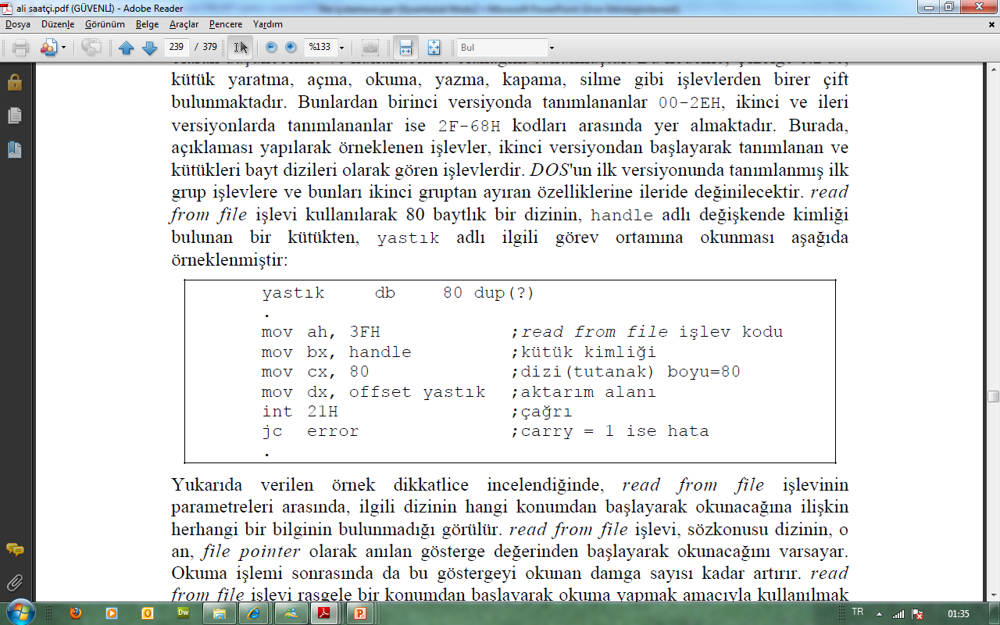 ali saatçi.pdf (GÜVENLİ) - Adobe Reader
Dosya Düzenle Görünüm Belge Araçlar Pencere Yardım
239 / 379 %133 Bul
kütük yaratma, açma, okuma, yazma, kapama, silme gibi işlevlerden birer çift
bulunmaktadır. Bunlardan birinci versiyonda tanımlananlar 00-2EH, ikinci ve ileri
versiyonlarda tanımlananlar ise 2F-68H kodları arasında yer almaktadır. Burada,
açıklaması yapılarak örneklenen işlevler, ikinci versiyondan başlayarak tanımlanan ve
kütükleri bayt dizileri olarak gören işlevlerdir. DOS'un ilk versiyonunda tanımlanmış ilk
grup işlevlere ve bunları ikinci gruptan ayıran özelliklerine ileride değinilecektir. read
from file işlevi kullanılarak 80 baytlık bir dizinin, handle adlı değişkende kimliği
bulunan bir kütükten, yastık adlı ilgili görev ortamına okunması aşağıda
örneklenmiştir:
yastık db 80 dup(?)
.
mov ah, 3FH ;read from file işlev kodu
mov bx, handle ;kütük kimliği
mov cx, 80 ;dizi(tutanak) boyu=80
mov dx, offset yastık ;aktarım alanı
int 21H ;çağrı
jc error ;carry = 1 ise hata
.
Yukarıda verilen örnek dikkatlice incelendiğinde, read from file işlevinin
parametreleri arasında, ilgili dizinin hangi konumdan başlayarak okunacağına ilişkin
herhangi bir bilginin bulunmadığı görülür. read from file işlevi, sözkonusu dizinin, o
an, file pointer olarak anılan gösterge değerinden başlayarak okunacağını varsayar.
Okuma işlemi sonrasında da bu göstergeyi okunan damga sayısı kadar artırır. read
from file işlevi rasgele bir konumdan başlayarak okuma yapmak amacıyla kullanılmak
Dw
TR 01:35